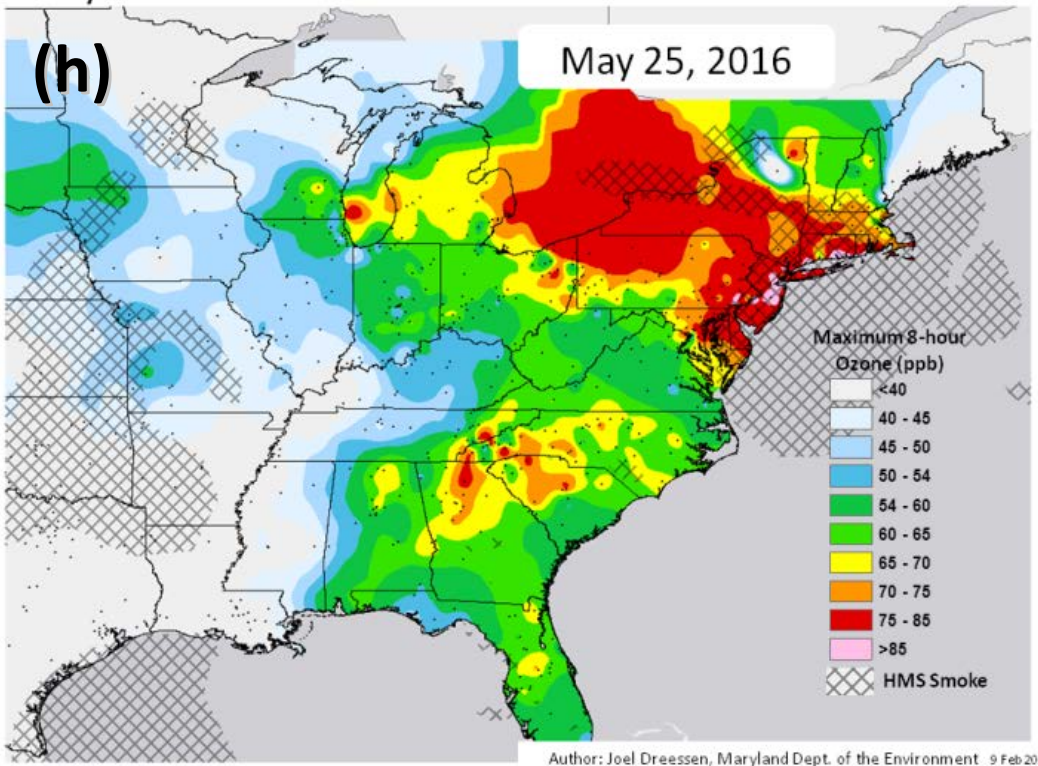 (h)
May 25, 2016
Maximum 8-hour
Ozone (ppb)
<40
40 - 45
45 - 50
50 - 54
54 - 60
60 - 65
65 - 70
70 - 75
75 - 85
>85
HMS Smoke
Author: Joel Dreessen, Maryland Dept. of the Environment 9 Feb 20